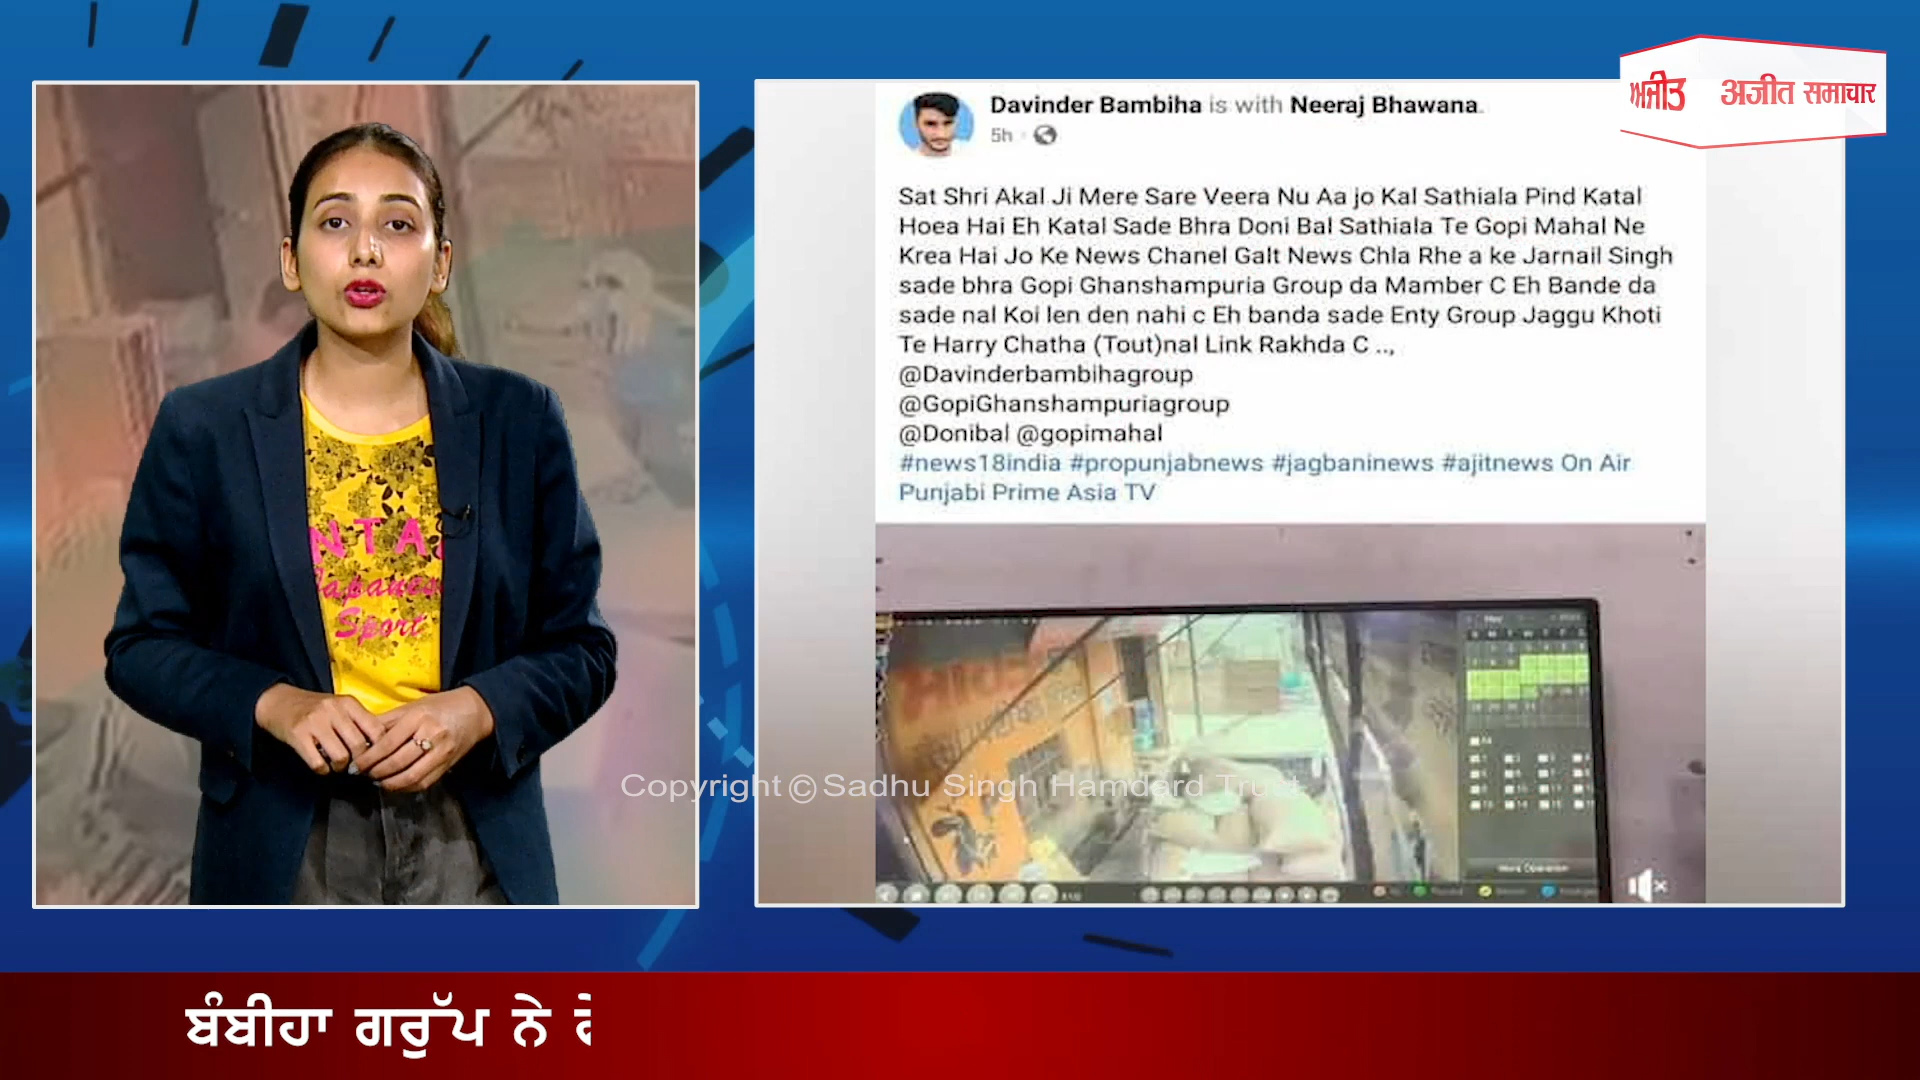 ਅਜੀਤ अजीत समाचार
Davinder Bambiha is with Neeraj Bhawana.
5h
Sat Shri Akal Ji Mere Sare Veera Nu Aa jo Kal Sathiala Pind Katal
Hoea Hai Eh Katal Sade Bhra Doni Bal Sathiala Te Gopi Mahal Ne
Krea Hai Jo Ke News Chanel Galt News Chla Rhe a ke Jarnail Singh
sade bhra Gopi Ghanshampuria Group da Mamber C Eh Bande da
sade nal Koi len den nahi c Eh banda sade Enty Group Jaggu Khoti
Te Harry Chatha (Tout)nal Link Rakhda C ..,
@Davinderbambihagroup
@GopiGhanshampuriagroup
@Donibal @gopimahal
#news18india #propunjabnews #jagbaninews #ajitnews On Air
Punjabi Prime Asia TV
NTA
Japanes
Sport
Copyright © Sadhu Singh Hamdard Trust
ਬੰਬੀਹਾ ਗਰੁੱਪ ਨੇ